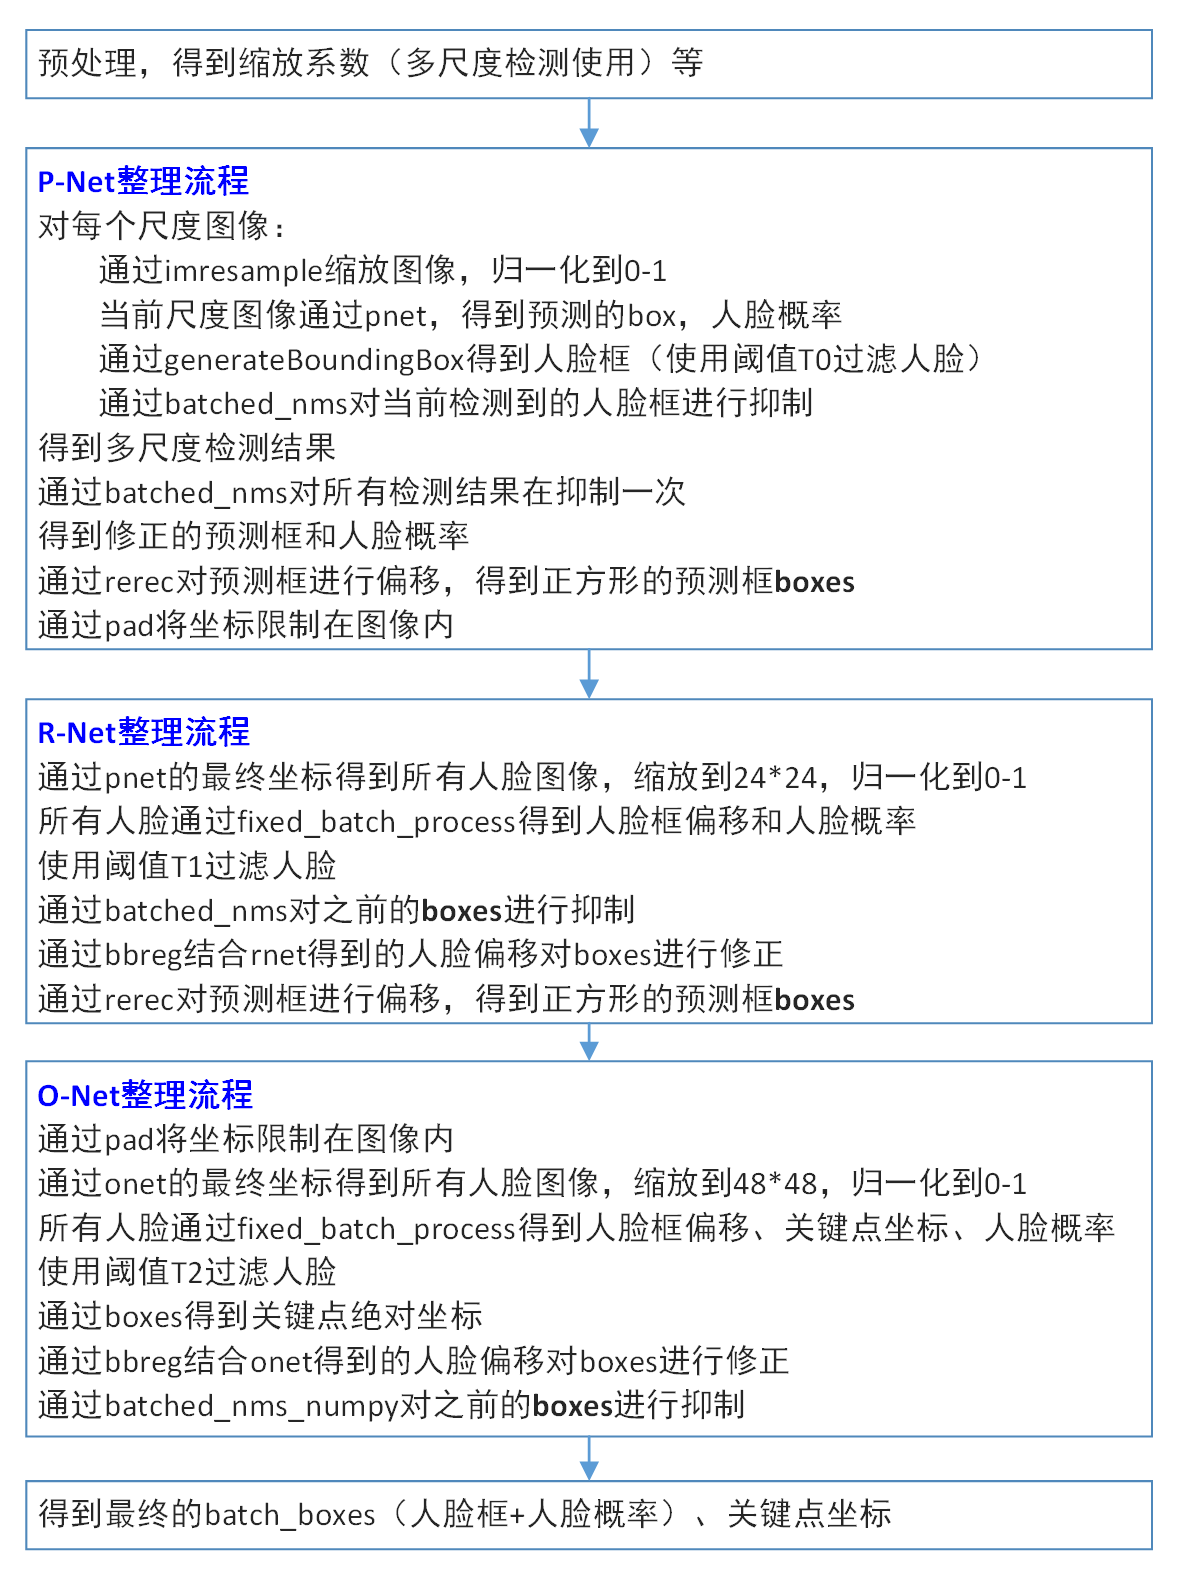 预处理，得到缩放系数（多尺度检测使用）等
P-Net整理流程
对每个尺度图像：
通过imresample缩放图像，归一化到0-1
当前尺度图像通过pnet，得到预测的box，人脸概率
通过generateBoundingBox得到人脸框（使用阈值T0过滤人脸）
通过batched_nms对当前检测到的人脸框进行抑制
得到多尺度检测结果
通过batched_nms对所有检测结果在抑制一次
得到修正的预测框和人脸概率
通过rerec对预测框进行偏移，得到正方形的预测框boxes
通过pad将坐标限制在图像内
R-Net整理流程
通过pnet的最终坐标得到所有人脸图像，缩放到24*24，归一化到0-1
所有人脸通过fixed_batch_process得到人脸框偏移和人脸概率
使用阈值T1过滤人脸
通过batched_nms对之前的boxes进行抑制
通过bbreg结合rnet得到的人脸偏移对boxes进行修正
通过rerec对预测框进行偏移，得到正方形的预测框boxes
O-Net整理流程
通过pad将坐标限制在图像内
通过onet的最终坐标得到所有人脸图像，缩放到48*48，归一化到0-1
所有人脸通过fixed_batch_process得到人脸框偏移、关键点坐标、人脸概率
使用阈值T2过滤人脸
通过boxes得到关键点绝对坐标
通过bbreg结合onet得到的人脸偏移对boxes进行修正
通过batched_nms_numpy对之前的boxes进行抑制
得到最终的batch_boxes（人脸框+人脸概率）、关键点坐标